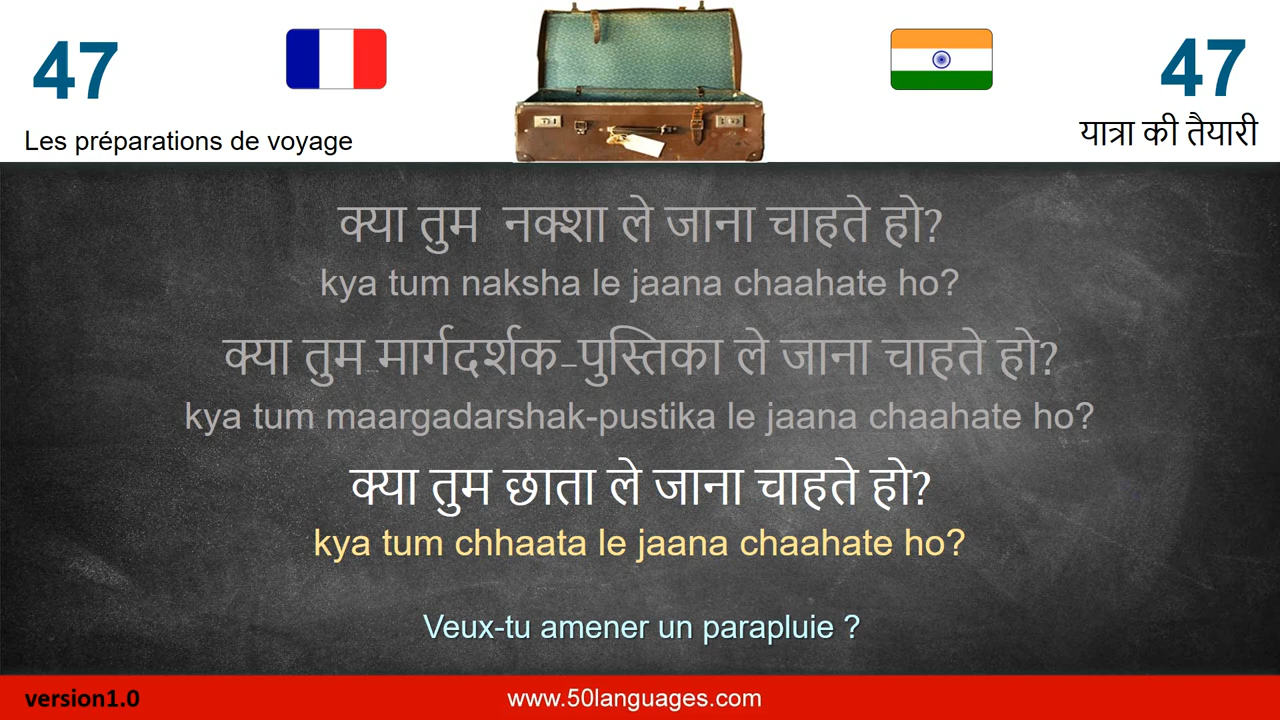 47
47
Les préparations de voyage
यात्रा की तैयारी
क्या तुम नक्शा ले जाना चाहते हो?
kya tum naksha le jaana chaahate ho?
क्या तुम मार्गदर्शक-पुस्तिका ले जाना चाहते हो?
kya tum maargadarshak-pustika le jaana chaahate ho?
क्या तुम छाता ले जाना चाहते हो?
kya tum chhaata le jaana chaahate ho?
Veux-tu amener un parapluie ?
version1.0
www.50languages.com